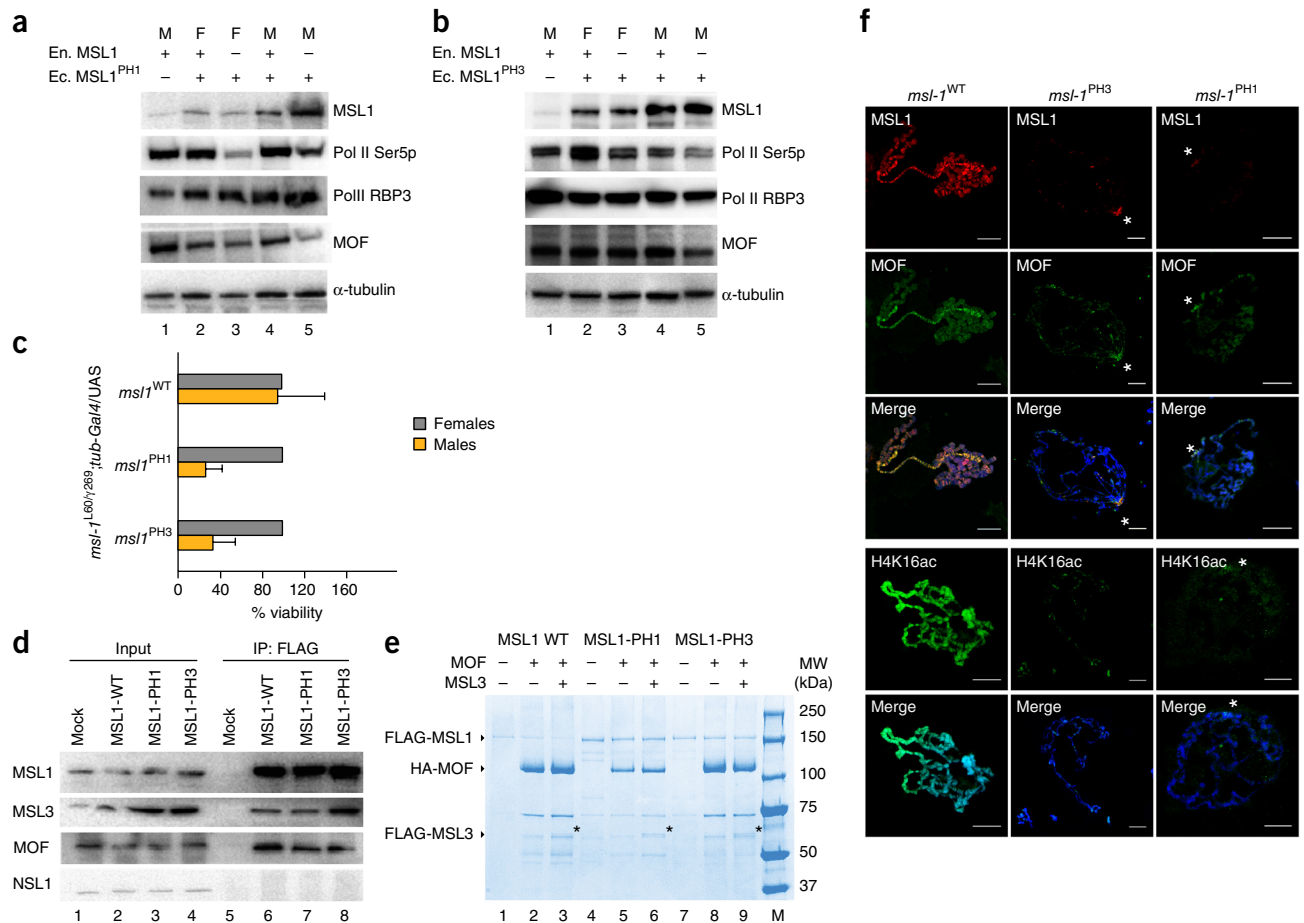 a
M F F M M
En. MSL1 + + – + –
Ec. MSL1PH1 – + + + +
MSL1
Pol II Ser5p
PolII RBP3
MOF
α-tubulin
1 2 3 4 5
b
M F F M M
En. MSL1 + + – + –
Ec. MSL1PH3 – + + + +
MSL1
Pol II Ser5p
Pol II RBP3
MOF
α-tubulin
1 2 3 4 5
c
msl-1L60/γ269;tub-Gal4/UAS
msl1WT
msl1PH1
msl1PH3
0 40 80 120 160
% viability
Females
Males
d
Input IP: FLAG
Mock MSL1-WT MSL1-PH1 MSL1-PH3 Mock MSL1-WT MSL1-PH1 MSL1-PH3
MSL1
MSL3
MOF
NSL1
1 2 3 4 5 6 7 8
e
MSL1 WT MSL1-PH1 MSL1-PH3
MOF – + + – + + – + + MW
MSL3 – – + – – + – – + (kDa)
FLAG-MSL1
HA-MOF
FLAG-MSL3
* * *
250
150
100
75
50
37
1 2 3 4 5 6 7 8 9 M
f
msl-1WT msl-1PH3 msl-1PH1
MSL1 MSL1 MSL1
* *
MOF MOF MOF
* *
Merge Merge Merge
* *
H4K16ac H4K16ac H4K16ac
*
Merge Merge Merge
*